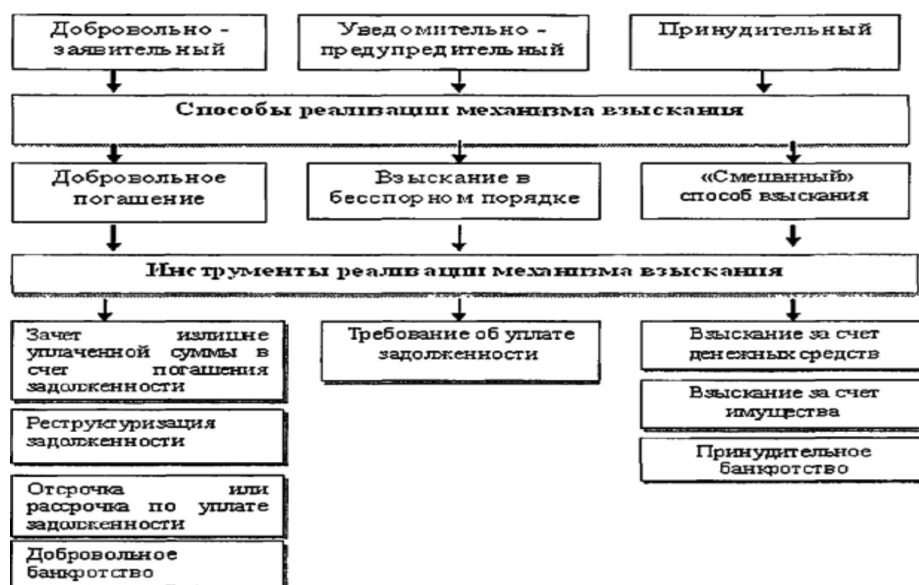 Добровольно -
заявительный
Уведомительно -
предупредительный
Принудительный
Способы реализации механизма взыскания
Добровольное
погашение
Взыскание в
бесспорном порядке
«Смешанный»
способ взыскания
Инструменты реализации механизма взыскания
Зачет излишне
уплаченной суммы в
счет погашения
задолженности
Реструктуризация
задолженности
Отсрочка или
рассрочка по уплате
задолженности
Добровольное
банкротство
Требование об уплате
задолженности
Взыскание за счет
денежных средств
Взыскание за счет
имущества
Принудительное
банкротство